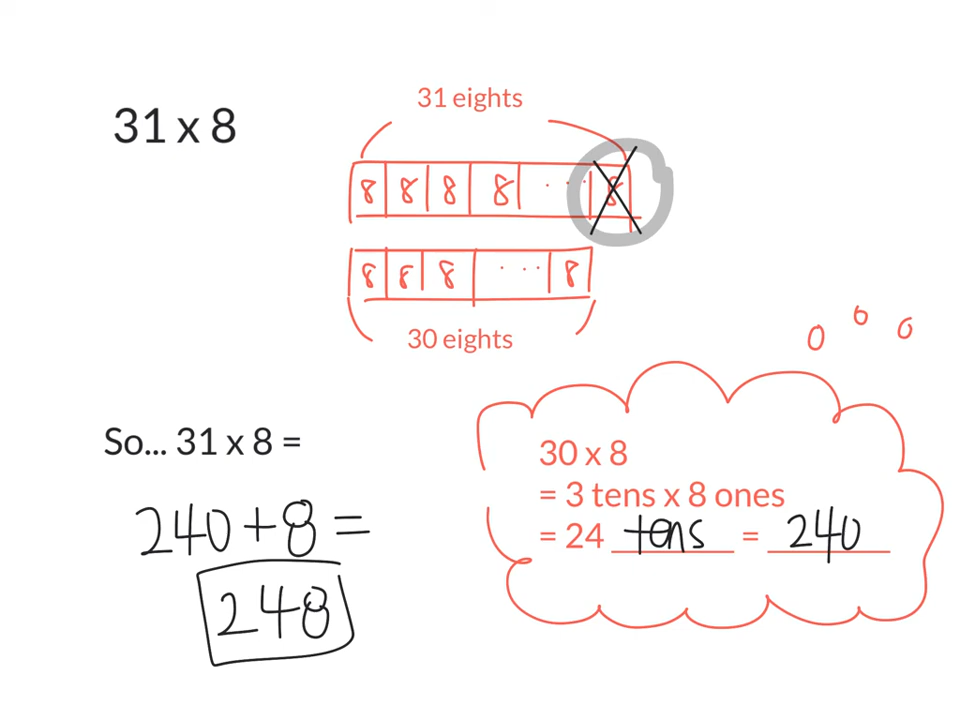 31 eights
31 x 8
8 8 8 8 ... 8
8 8 8 ... 8
30 eights
So... 31 x 8 =
240 + 8 =
248
30 x 8
= 3 tens x 8 ones
= 24 tens = 240